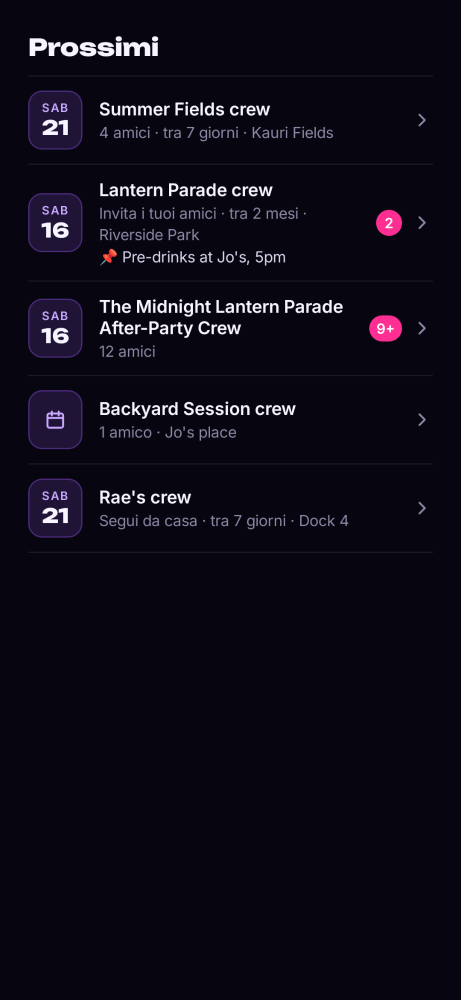 Prossimi
SAB
21
Summer Fields crew
4 amici · tra 7 giorni · Kauri Fields
SAB
16
Lantern Parade crew
Invita i tuoi amici · tra 2 mesi ·
Riverside Park
📌 Pre-drinks at Jo's, 5pm
2
SAB
16
The Midnight Lantern Parade
After-Party Crew
12 amici
9+
Backyard Session crew
1 amico · Jo's place
SAB
21
Rae's crew
Segui da casa · tra 7 giorni · Dock 4